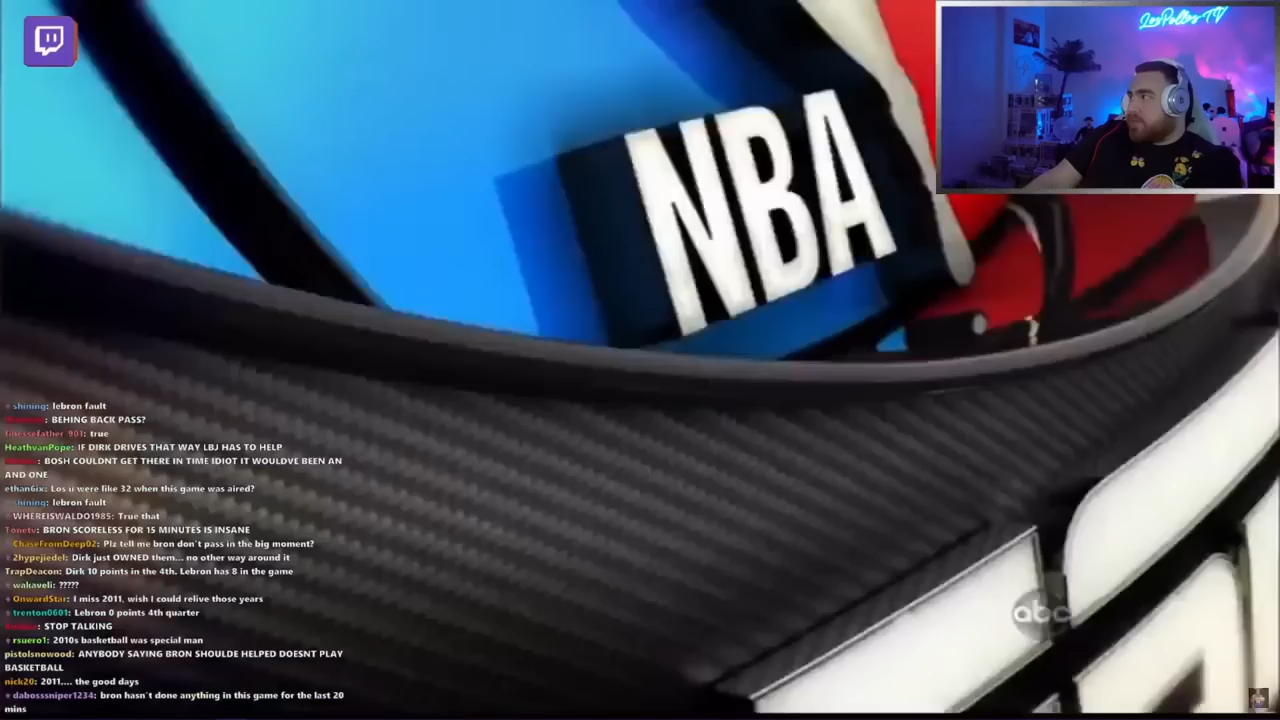 LosPollos TV
NBA
shining: lebron fault
: BEHING BACK PASS?
finessefather_901: true
HeathvanPope: IF DIRK DRIVES THAT WAY LBJ HAS TO HELP
: BOSH COULDNT GET THERE IN TIME IDIOT IT WOULDVE BEEN AN
AND ONE
ethan6ix: Los u were like 32 when this game was aired?
shining: lebron fault
WHEREISWALDO1985: True that
Tonetv: BRON SCORELESS FOR 15 MINUTES IS INSANE
ChaseFromDeep02: Plz tell me bron don't pass in the big moment?
2hypejiedel: Dirk just OWNED them... no other way around it
TrapDeacon: Dirk 10 points in the 4th. Lebron has 8 in the game
wakaveli: ?????
OnwardStar: I miss 2011, wish I could relive those years
trenton0601: Lebron 0 points 4th quarter
: STOP TALKING
rsuero1: 2010s basketball was special man
pistolsnowood: ANYBODY SAYING BRON SHOULDE HELPED DOESNT PLAY
BASKETBALL
nick20: 2011.... the good days
dabosssniper1234: bron hasn't done anything in this game for the last 20
mins
abc